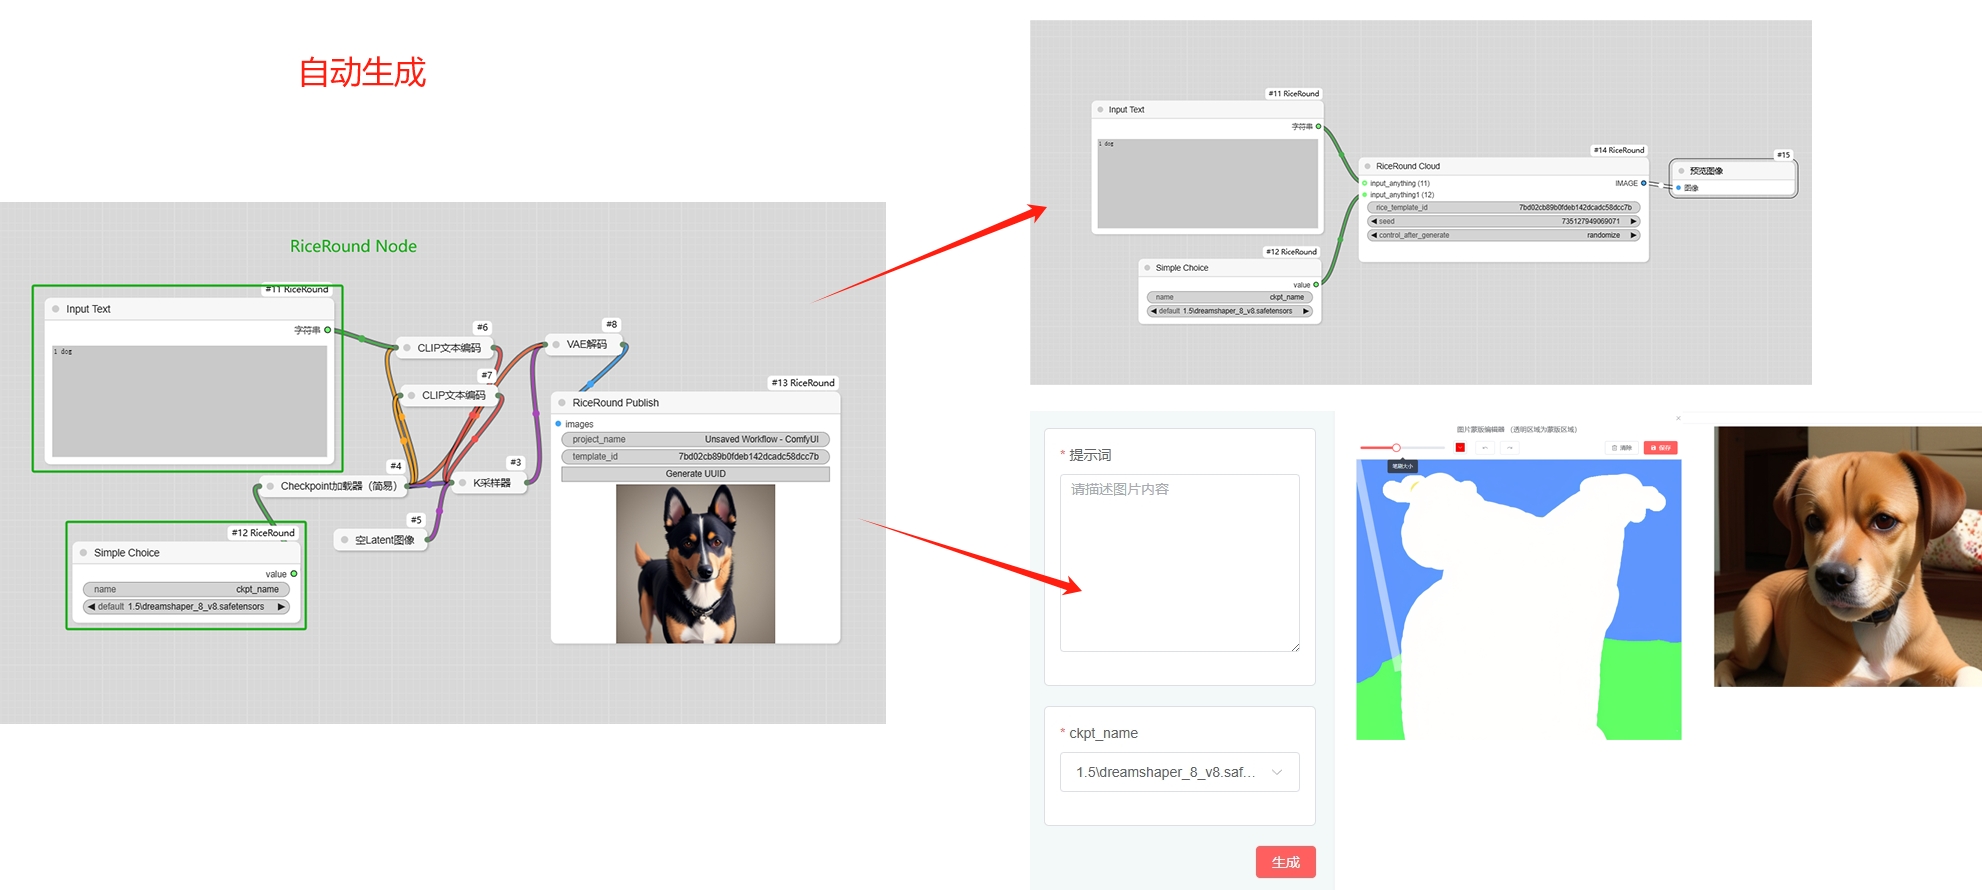 自动生成
RiceRound Node
#11 RiceRound
Input Text
字符串
1 dog
#6
CLIP文本编码
#7
CLIP文本编码
#8
VAE解码
#4
Checkpoint加载器（简易）
#3
K采样器
#5
空Latent图像
#12 RiceRound
Simple Choice
value
name ckpt_name
default 1.5\dreamshaper_8_v8.safetensors
#13 RiceRound
RiceRound Publish
images
project_name Unsaved Workflow - ComfyUI
template_id 7bd02cb89b0fdeb142dcadc58dcc7b
Generate UUID
#11 RiceRound
Input Text
字符串
1 dog
#12 RiceRound
Simple Choice
value
name ckpt_name
default 1.5\dreamshaper_8_v8.safetensors
#14 RiceRound
RiceRound Cloud
input_anything (11) IMAGE
input_anything1 (12)
rice_template_id 7bd02cb89b0fdeb142dcadc58dcc7b
seed 735127949069071
control_after_generate randomize
#15
预览图像
图像
* 提示词
请描述图片内容
* ckpt_name
1.5\dreamshaper_8_v8.saf...
生成
图片蒙版编辑器 （透明区域为蒙版区域）
清除
保存
笔刷大小